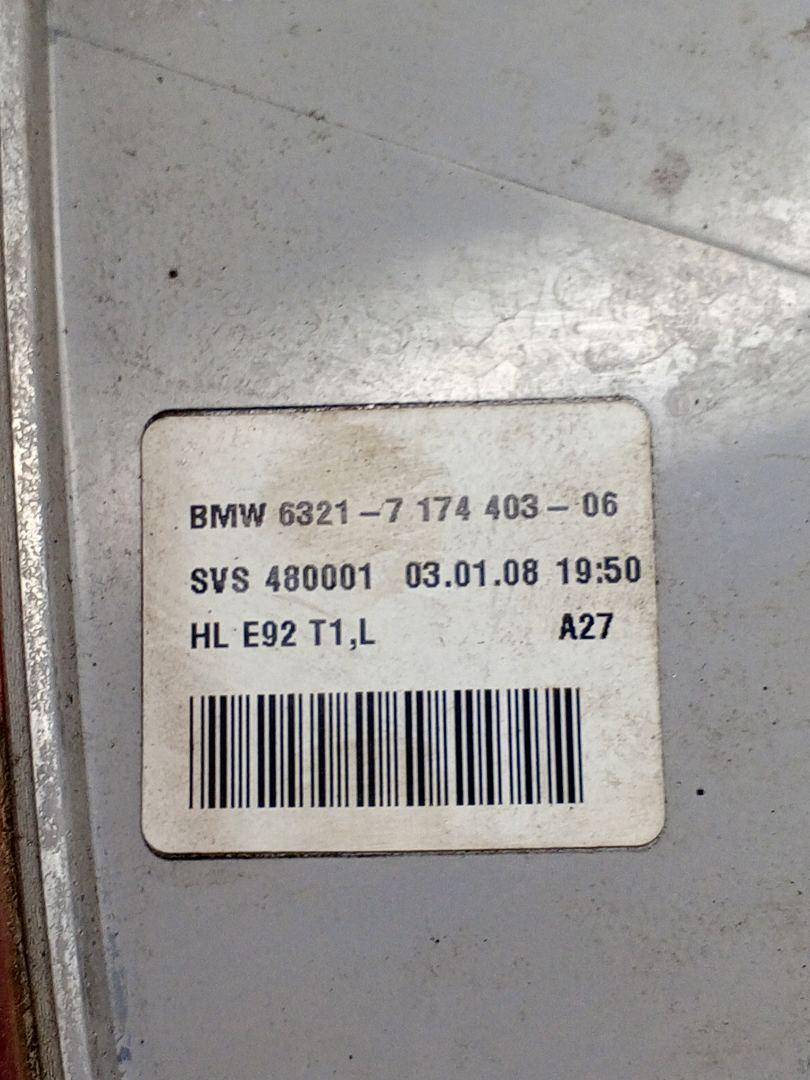 BMW 6321-7 174 403-06
SVS 480001 03.01.08 19:50
HL E92 T1,L A27